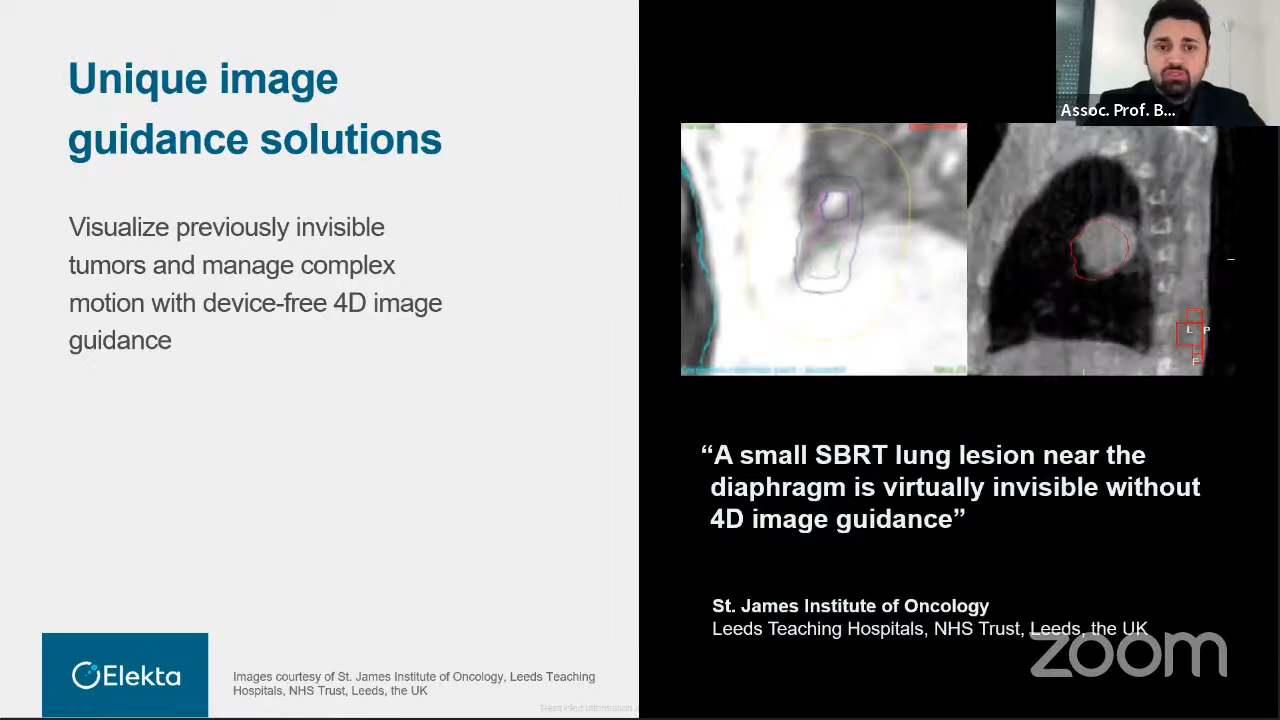 Unique image
guidance solutions
Visualize previously invisible
tumors and manage complex
motion with device-free 4D image
guidance
Assoc. Prof. B...
L
P
F
“A small SBRT lung lesion near the
diaphragm is virtually invisible without
4D image guidance”
St. James Institute of Oncology
Leeds Teaching Hospitals, NHS Trust, Leeds, the UK
zoom
Elekta
Images courtesy of St. James Institute of Oncology, Leeds Teaching
Hospitals, NHS Trust, Leeds, the UK
Restricted Information a